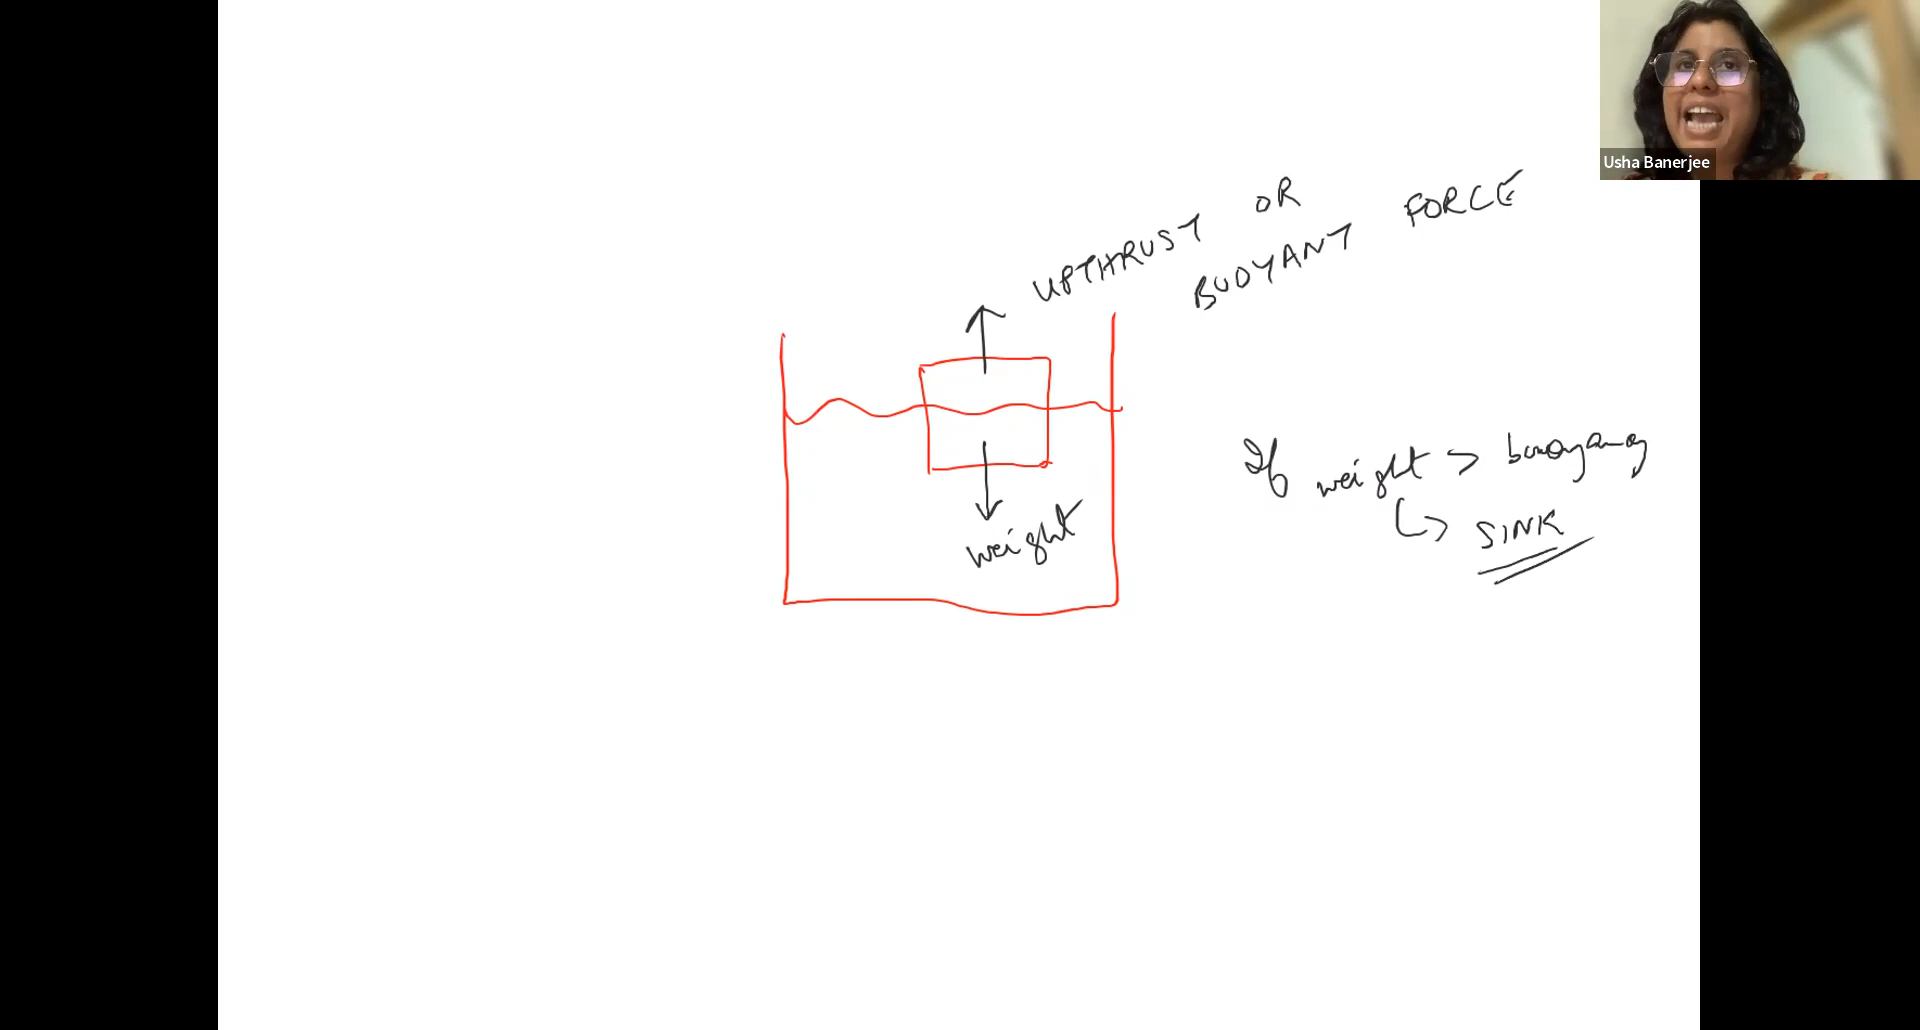 Usha Banerjee
UPTHRUST OR
BUOYANT FORCE
weight
If weight > buoyancy
↳ SINK